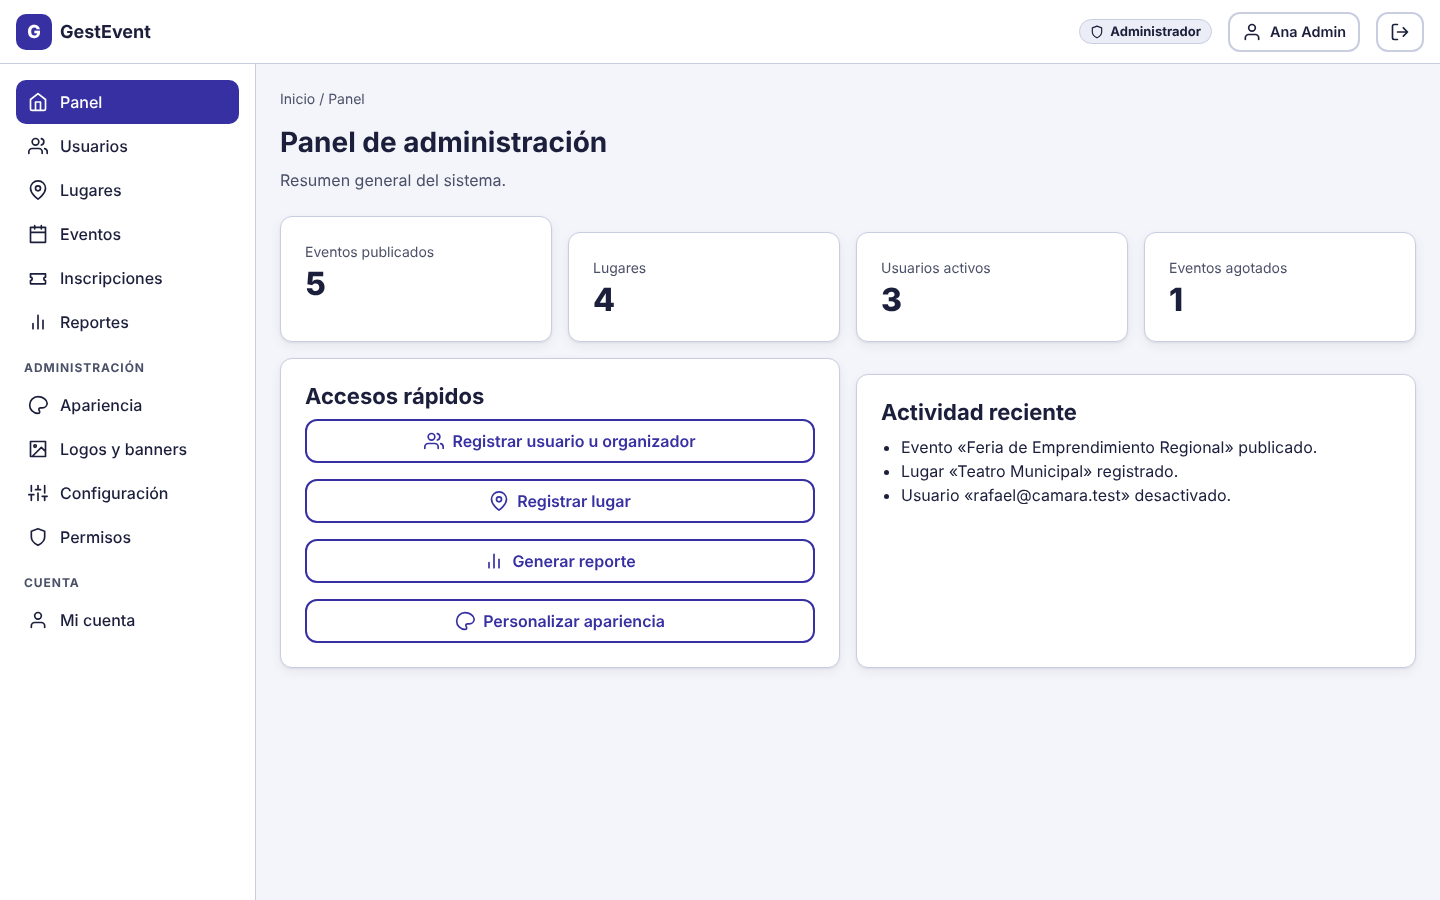 G GestEvent
Administrador
Ana Admin
Panel
Usuarios
Lugares
Eventos
Inscripciones
Reportes
ADMINISTRACIÓN
Apariencia
Logos y banners
Configuración
Permisos
CUENTA
Mi cuenta
Inicio / Panel
Panel de administración
Resumen general del sistema.
Eventos publicados
5
Lugares
4
Usuarios activos
3
Eventos agotados
1
Accesos rápidos
Registrar usuario u organizador
Registrar lugar
Generar reporte
Personalizar apariencia
Actividad reciente
• Evento «Feria de Emprendimiento Regional» publicado.
• Lugar «Teatro Municipal» registrado.
• Usuario «rafael@camara.test» desactivado.